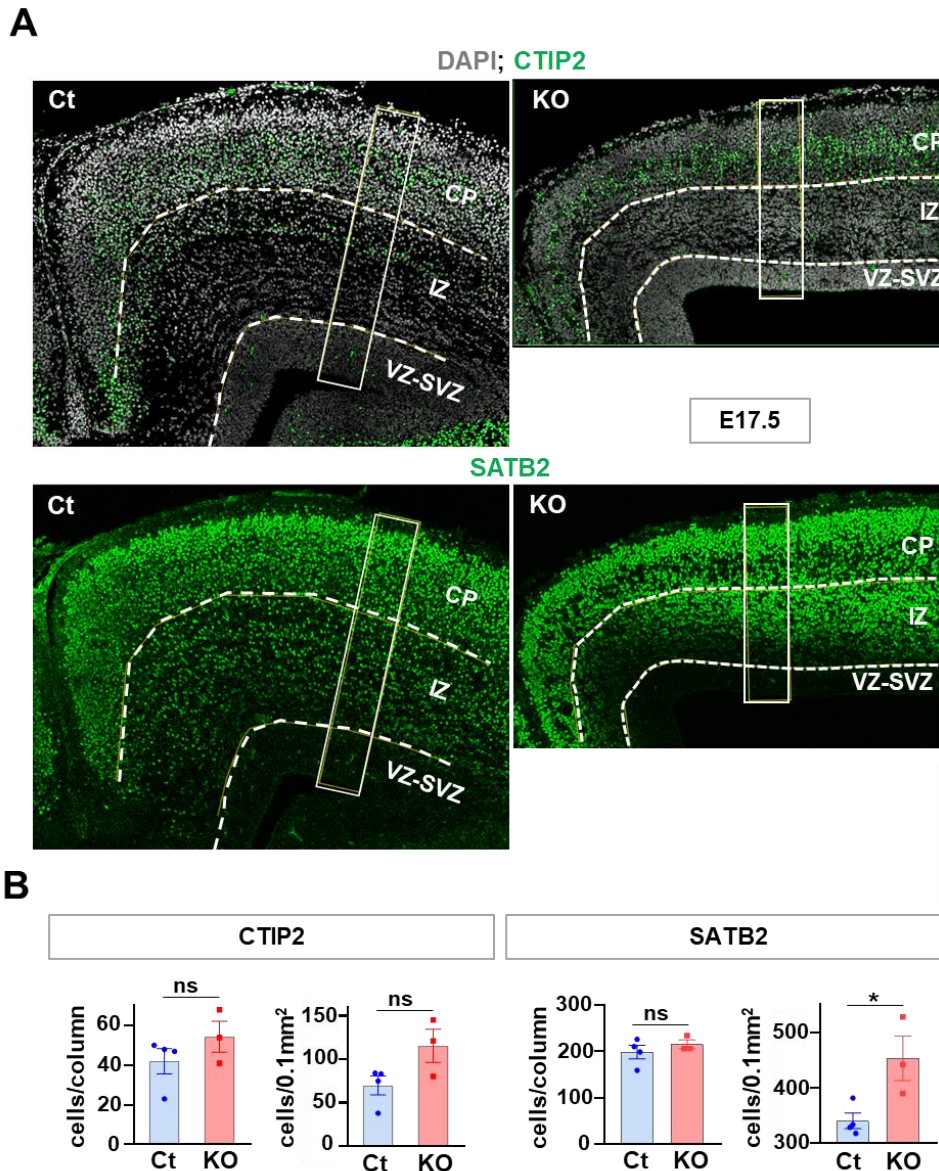 A
DAPI; CTIP2
Ct
KO
CP
CP
IZ
IZ
VZ-SVZ
VZ-SVZ
E17.5
SATB2
Ct
KO
CP
CP
IZ
IZ
VZ-SVZ
VZ-SVZ
B
CTIP2
SATB2
cells/column
60
40
20
0
ns
Ct KO
cells/0.1mm²
150
100
50
0
ns
Ct KO
cells/column
300
200
100
0
ns
Ct KO
cells/0.1mm²
500
400
300
*
Ct KO